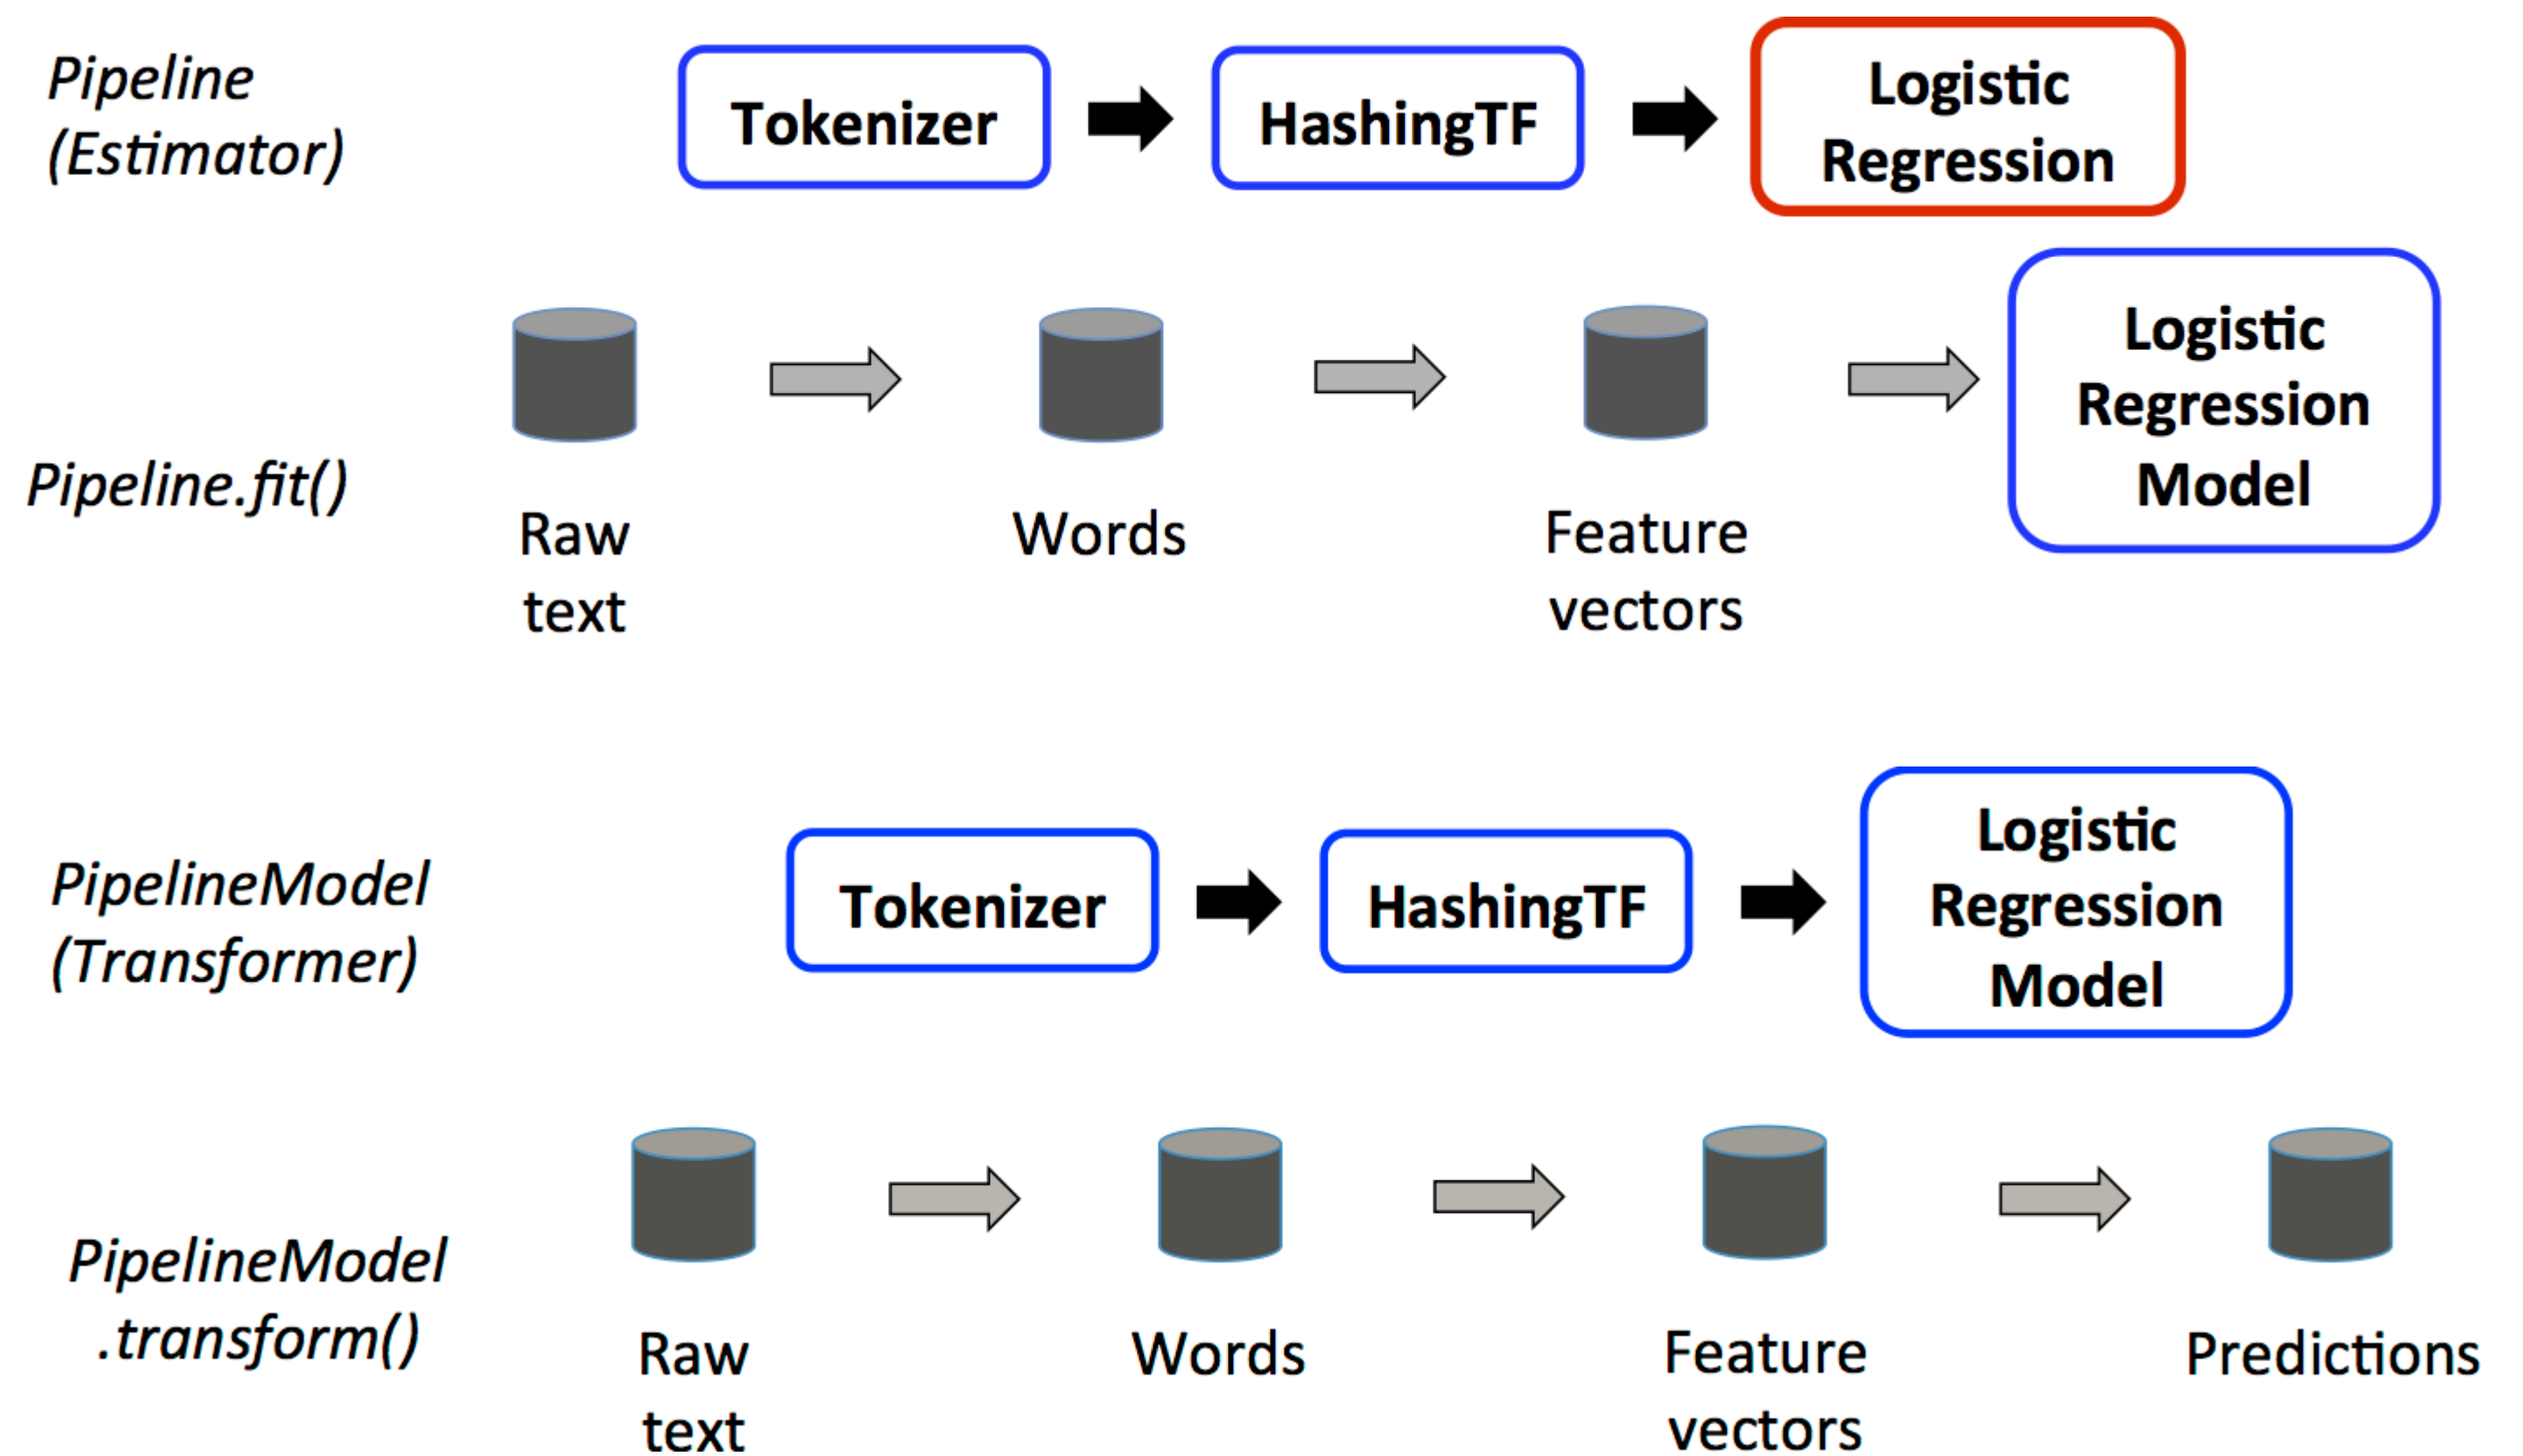 Pipeline
(Estimator)
Tokenizer
HashingTF
Logistic
Regression
Pipeline.fit()
Raw
text
Words
Feature
vectors
Logistic
Regression
Model
PipelineModel
(Transformer)
Tokenizer
HashingTF
Logistic
Regression
Model
PipelineModel
.transform()
Raw
text
Words
Feature
vectors
Predictions